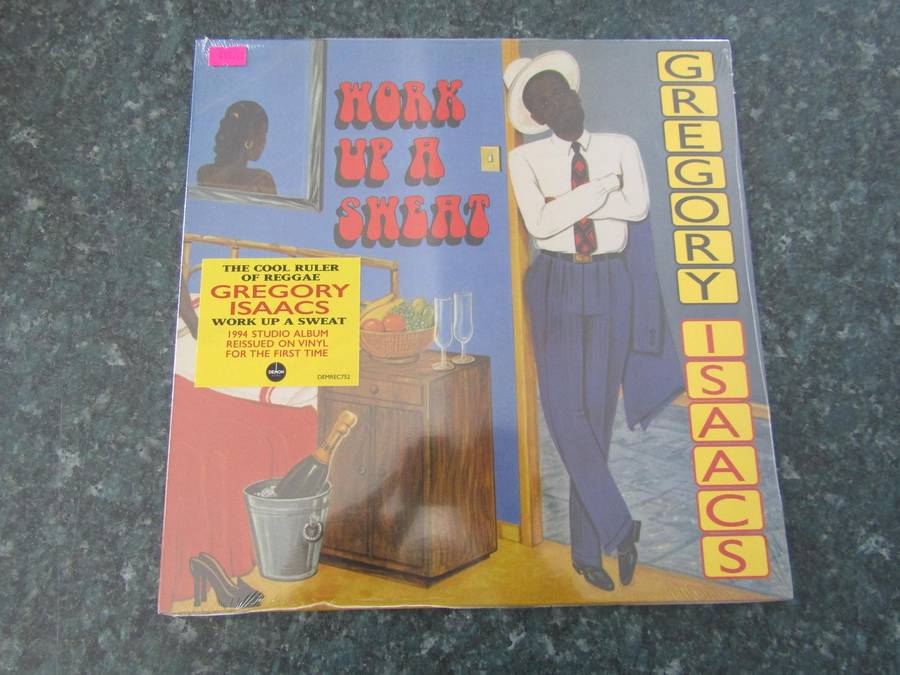 WORK
UP A
SWEAT
GREGORY
ISAACS
THE COOL RULER
OF REGGAE
GREGORY
ISAACS
WORK UP A SWEAT
1994 STUDIO ALBUM
REISSUED ON VINYL
FOR THE FIRST TIME
DEMON
DEMREC752